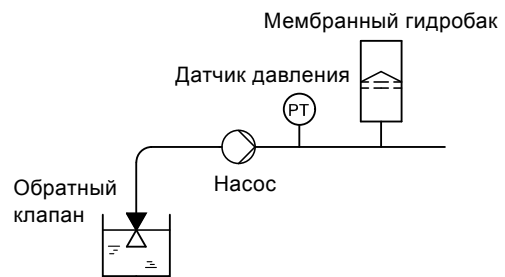 Мембранный гидробак
Датчик давления
PT
Насос
Обратный
клапан